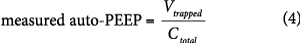 measured auto-PEEP = V_trapped / C_total (4)